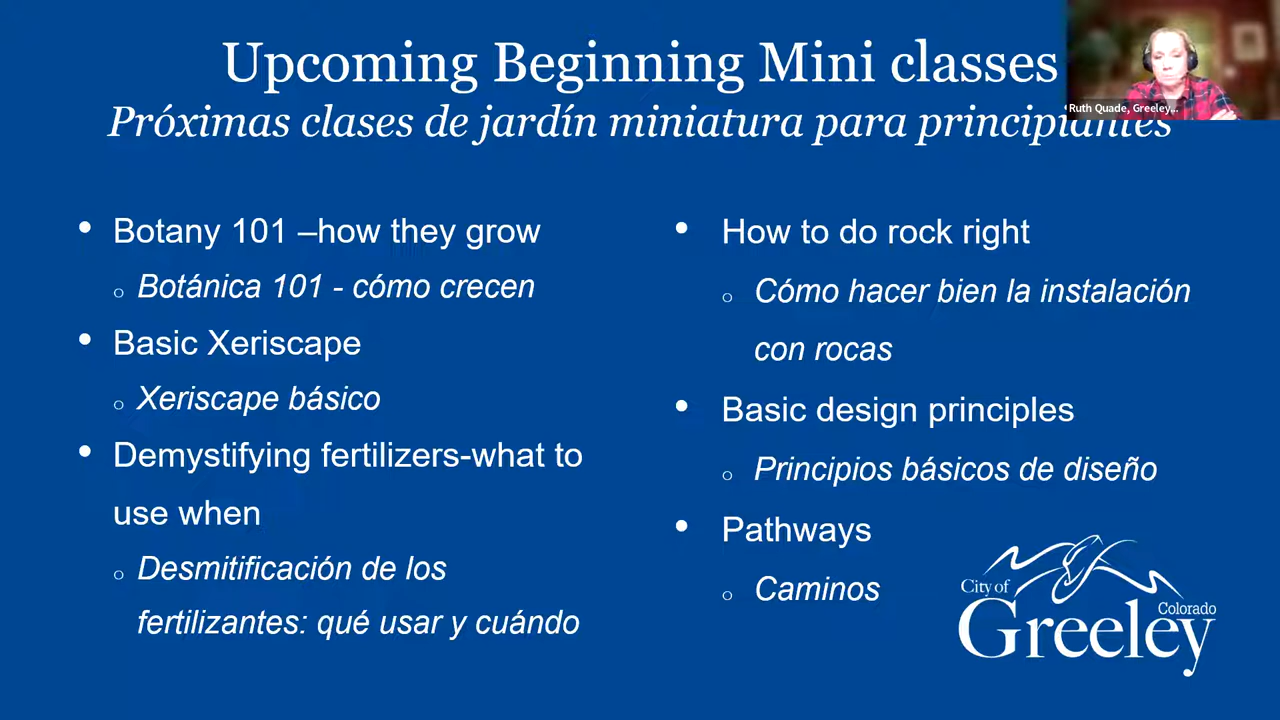 Upcoming Beginning Mini classes
Próximas clases de jardín miniatura para principiantes
Ruth Quade, Greeley...
• Botany 101 –how they grow
o Botánica 101 - cómo crecen
• Basic Xeriscape
o Xeriscape básico
• Demystifying fertilizers-what to
use when
o Desmitificación de los
fertilizantes: qué usar y cuándo
• How to do rock right
o Cómo hacer bien la instalación
con rocas
• Basic design principles
o Principios básicos de diseño
• Pathways
o Caminos
City of
Greeley
Colorado